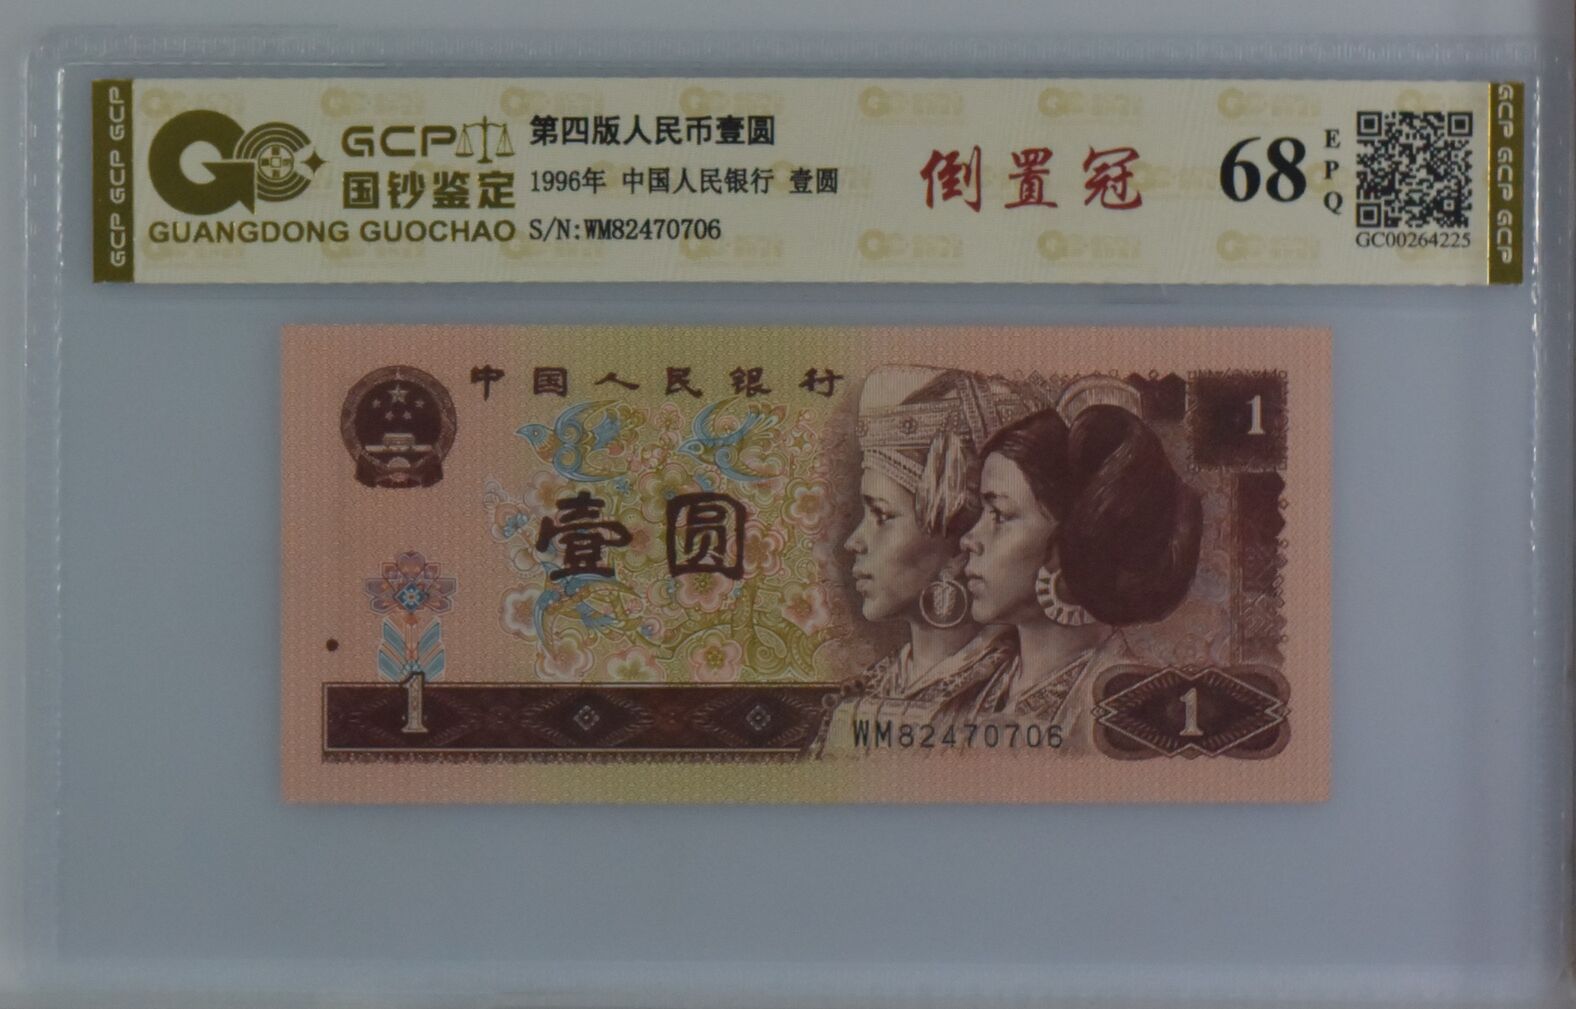 GCP GCP GCP
GCP
国钞鉴定
GUANGDONG GUOCHAO
第四版人民币壹圆
1996年 中国人民银行 壹圆
S/N:WM82470706
倒置冠
68
EPQ
GC00264225
GCP GCP GCP
中国人民银行
1
壹圆
1
WM82470706
1